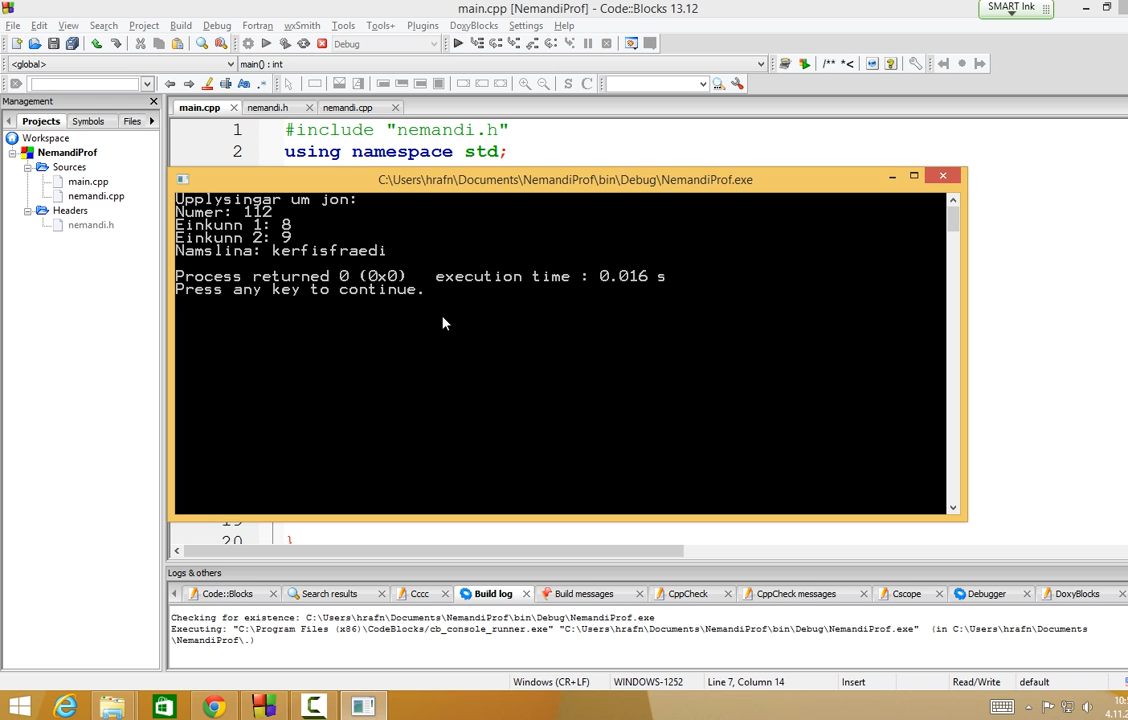 main.cpp [NemandiProf] - Code::Blocks 13.12
SMART Ink
File Edit View Search Project Build Debug Fortran wxSmith Tools Tools+ Plugins DoxyBlocks Settings Help
Debug
<global> main() : int
/** *<
S C
Management
Projects Symbols Files
main.cpp nemandi.h nemandi.cpp
Workspace
NemandiProf
Sources
main.cpp
nemandi.cpp
Headers
nemandi.h
1 #include "nemandi.h"
2 using namespace std;
C:\Users\hrafn\Documents\NemandiProf\bin\Debug\NemandiProf.exe
Upplysingar um jon:
Numer: 112
Einkunn 1: 8
Einkunn 2: 9
Namslina: kerfisfraedi
Process returned 0 (0x0) execution time : 0.016 s
Press any key to continue.
19
20 }
Logs & others
Code::Blocks Search results Cccc Build log Build messages CppCheck CppCheck messages Cscope Debugger DoxyBlocks
Checking for existence: C:\Users\hrafn\Documents\NemandiProf\bin\Debug\NemandiProf.exe
Executing: "C:\Program Files (x86)\CodeBlocks/cb_console_runner.exe" "C:\Users\hrafn\Documents\NemandiProf\bin\Debug\NemandiProf.exe" (in C:\Users\hrafn\Documents
\NemandiProf\.)
Windows (CR+LF) WINDOWS-1252 Line 7, Column 14 Insert Read/Write default